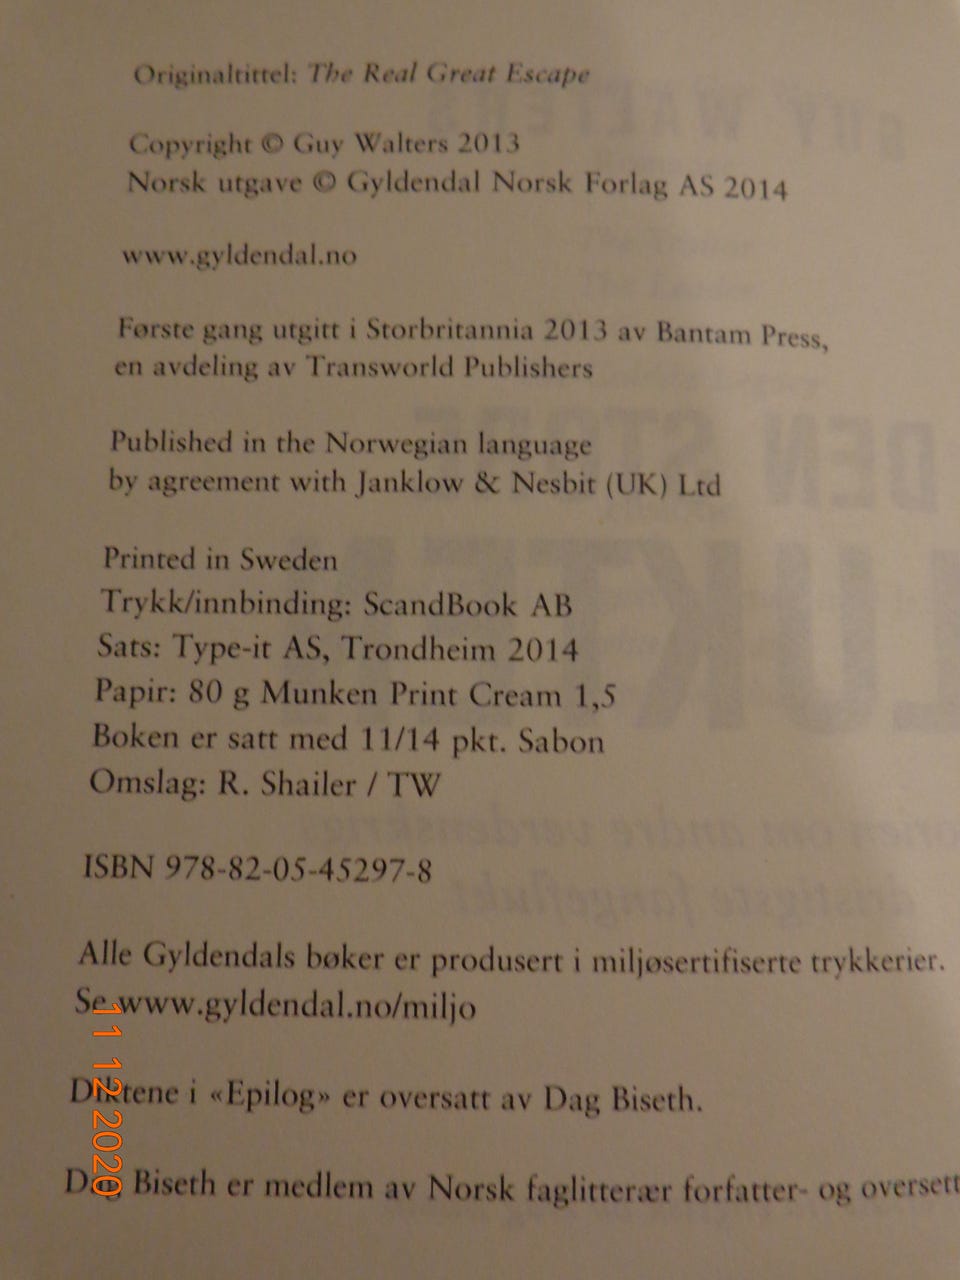 Originaltittel: The Real Great Escape
Copyright © Guy Walters 2013
Norsk utgave © Gyldendal Norsk Forlag AS 2014
www.gyldendal.no
Første gang utgitt i Storbritannia 2013 av Bantam Press,
en avdeling av Transworld Publishers
Published in the Norwegian language
by agreement with Janklow & Nesbit (UK) Ltd
Printed in Sweden
Trykk/innbinding: ScandBook AB
Sats: Type-it AS, Trondheim 2014
Papir: 80 g Munken Print Cream 1,5
Boken er satt med 11/14 pkt. Sabon
Omslag: R. Shailer / TW
ISBN 978-82-05-45297-8
Alle Gyldendals bøker er produsert i miljøsertifiserte trykkerier.
Se www.gyldendal.no/miljo
Diktene i «Epilog» er oversatt av Dag Biseth.
Dag Biseth er medlem av Norsk faglitterær forfatter- og oversett
11 12 2020